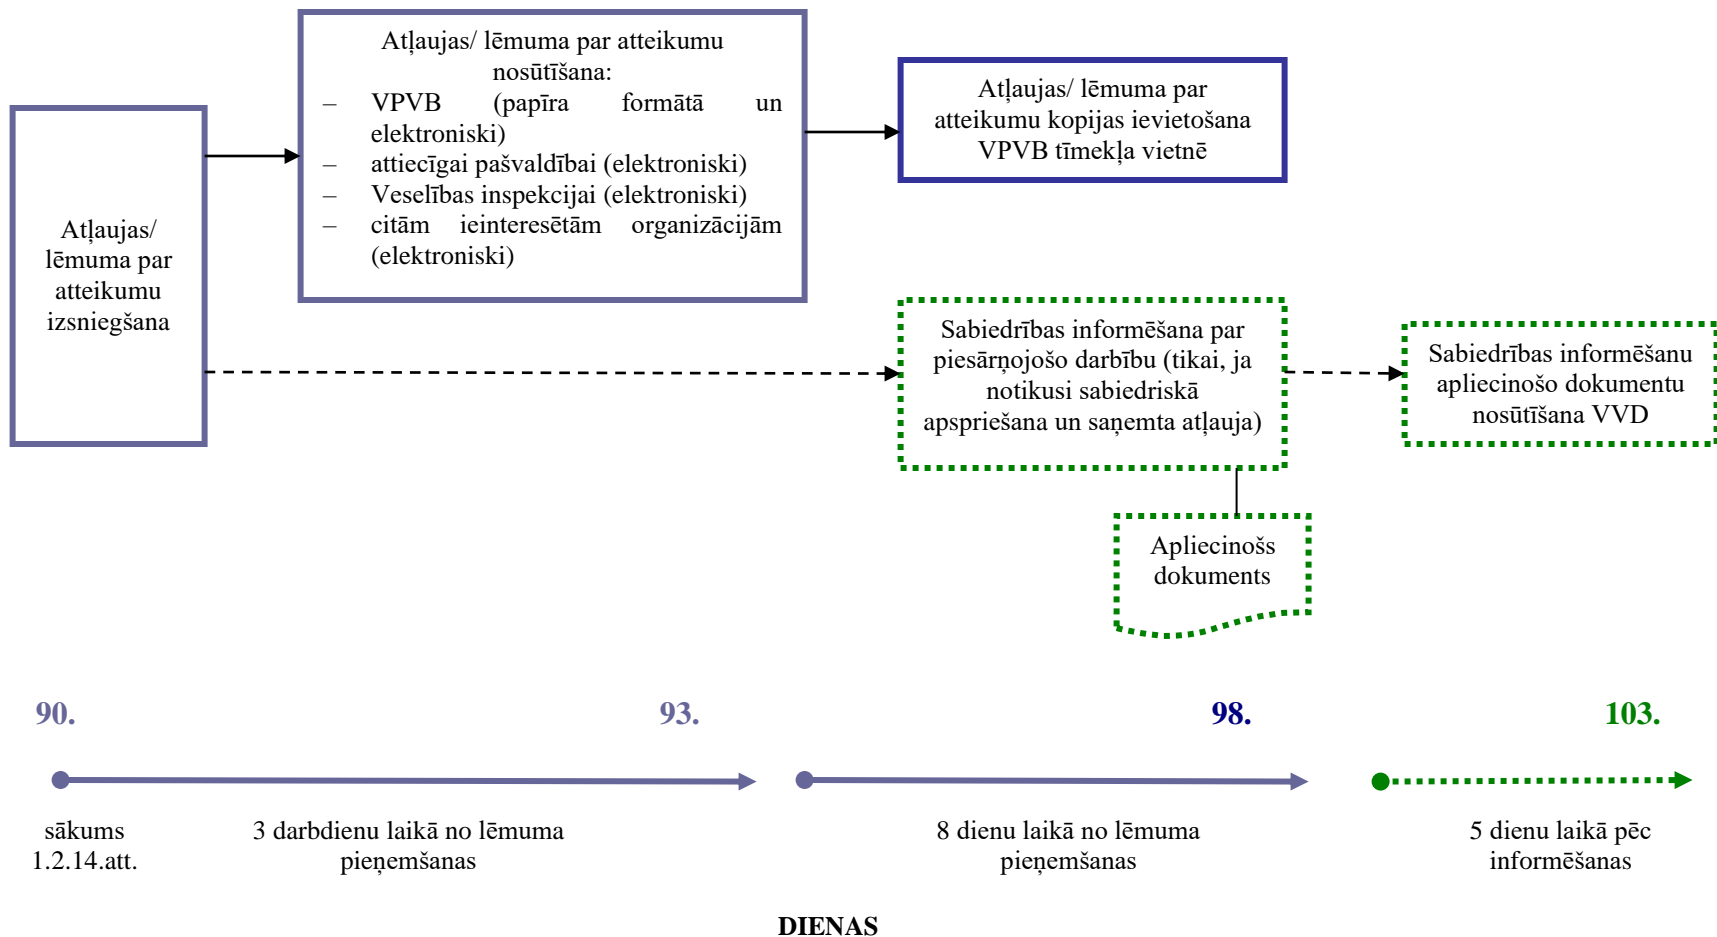 Atļaujas/
lēmuma par
atteikumu
izsniegšana
Atļaujas/ lēmuma par atteikumu
nosūtīšana:
– VPVB (papīra formātā un
elektroniski)
– attiecīgai pašvaldībai (elektroniski)
– Veselības inspekcijai (elektroniski)
– citām ieinteresētām organizācijām
(elektroniski)
Atļaujas/ lēmuma par
atteikumu kopijas ievietošana
VPVB tīmekļa vietnē
Sabiedrības informēšana par
piesārņojošo darbību (tikai, ja
notikusi sabiedriskā
apspriešana un saņemta atļauja)
Sabiedrības informēšanu
apliecinošo dokumentu
nosūtīšana VVD
Apliecinošs
dokuments
90.
93.
98.
103.
sākums
1.2.14.att.
3 darbdienu laikā no lēmuma
pieņemšanas
8 dienu laikā no lēmuma
pieņemšanas
5 dienu laikā pēc
informēšanas
DIENAS